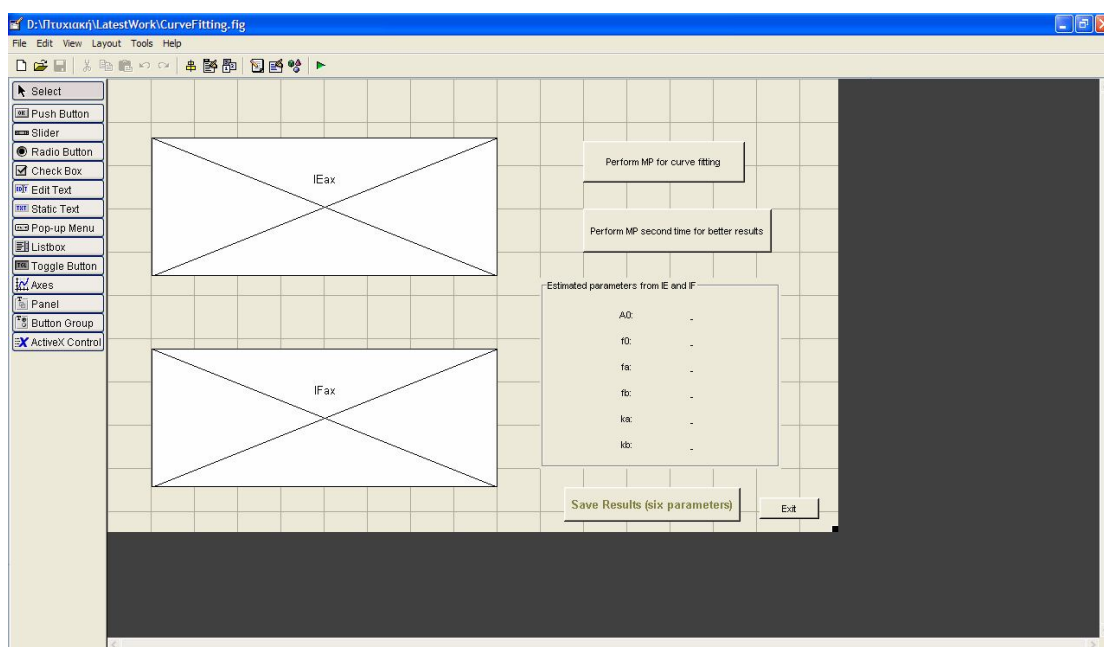 D:\Πτυχιακή\LatestWork\CurveFitting.fig
File Edit View Layout Tools Help
Select
Push Button
Slider
Radio Button
Check Box
Edit Text
Static Text
Pop-up Menu
Listbox
Toggle Button
Axes
Panel
Button Group
ActiveX Control
IEax
IFax
Perform MP for curve fitting
Perform MP second time for better results
Estimated parameters from IE and IF
A0: -
f0: -
fa: -
fb: -
ka: -
kb: -
Save Results (six parameters)
Exit